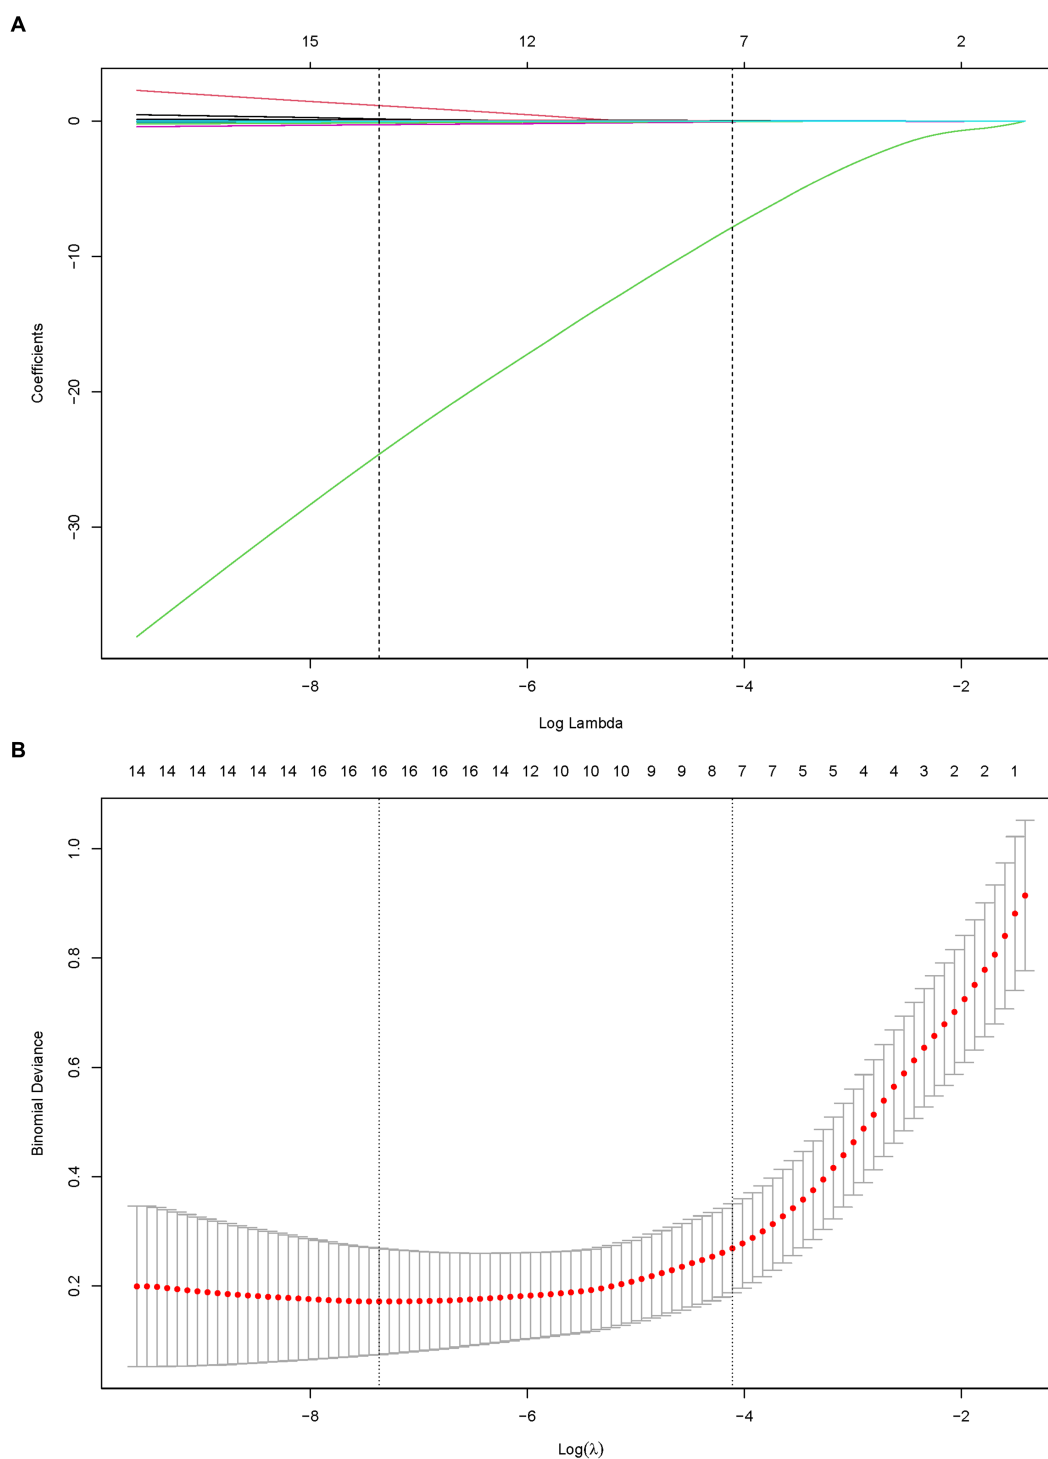 A
15 12 7 2
0
−10
−20
−30
Coefficients
−8 −6 −4 −2
Log Lambda
B
14 14 14 14 14 14 16 16 16 16 16 16 14 12 10 10 10 9 9 8 7 7 5 5 4 4 3 2 2 1
1.0
0.8
0.6
0.4
0.2
Binomial Deviance
−8 −6 −4 −2
Log(λ)